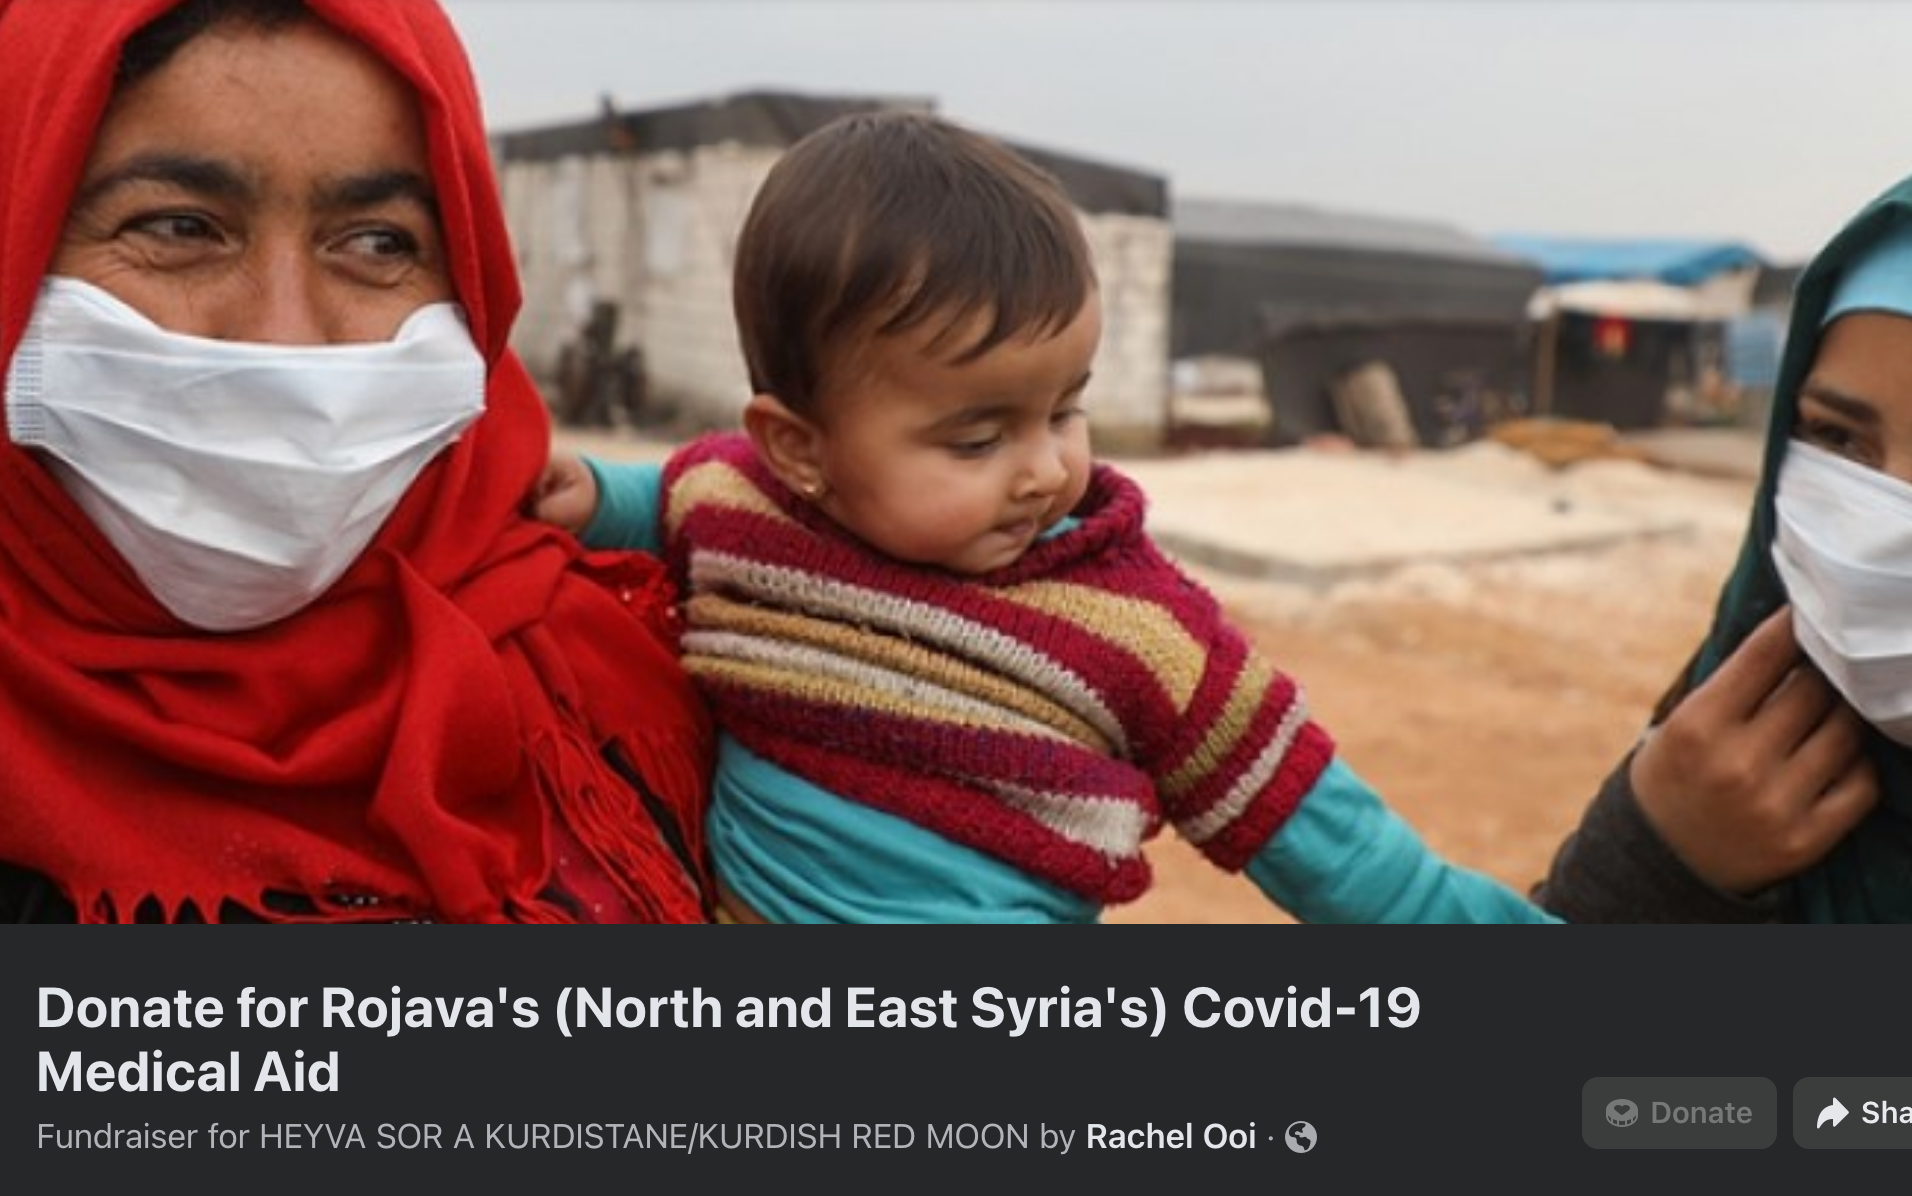 Donate for Rojava's (North and East Syria's) Covid-19
Medical Aid
Fundraiser for HEYVA SOR A KURDISTANE/KURDISH RED MOON by Rachel Ooi ·
Donate
Sha